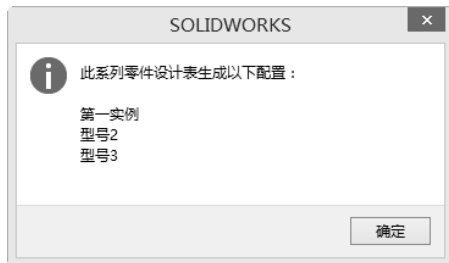 SOLIDWORKS
此系列零件设计表生成以下配置：
第一实例
型号2
型号3
确定